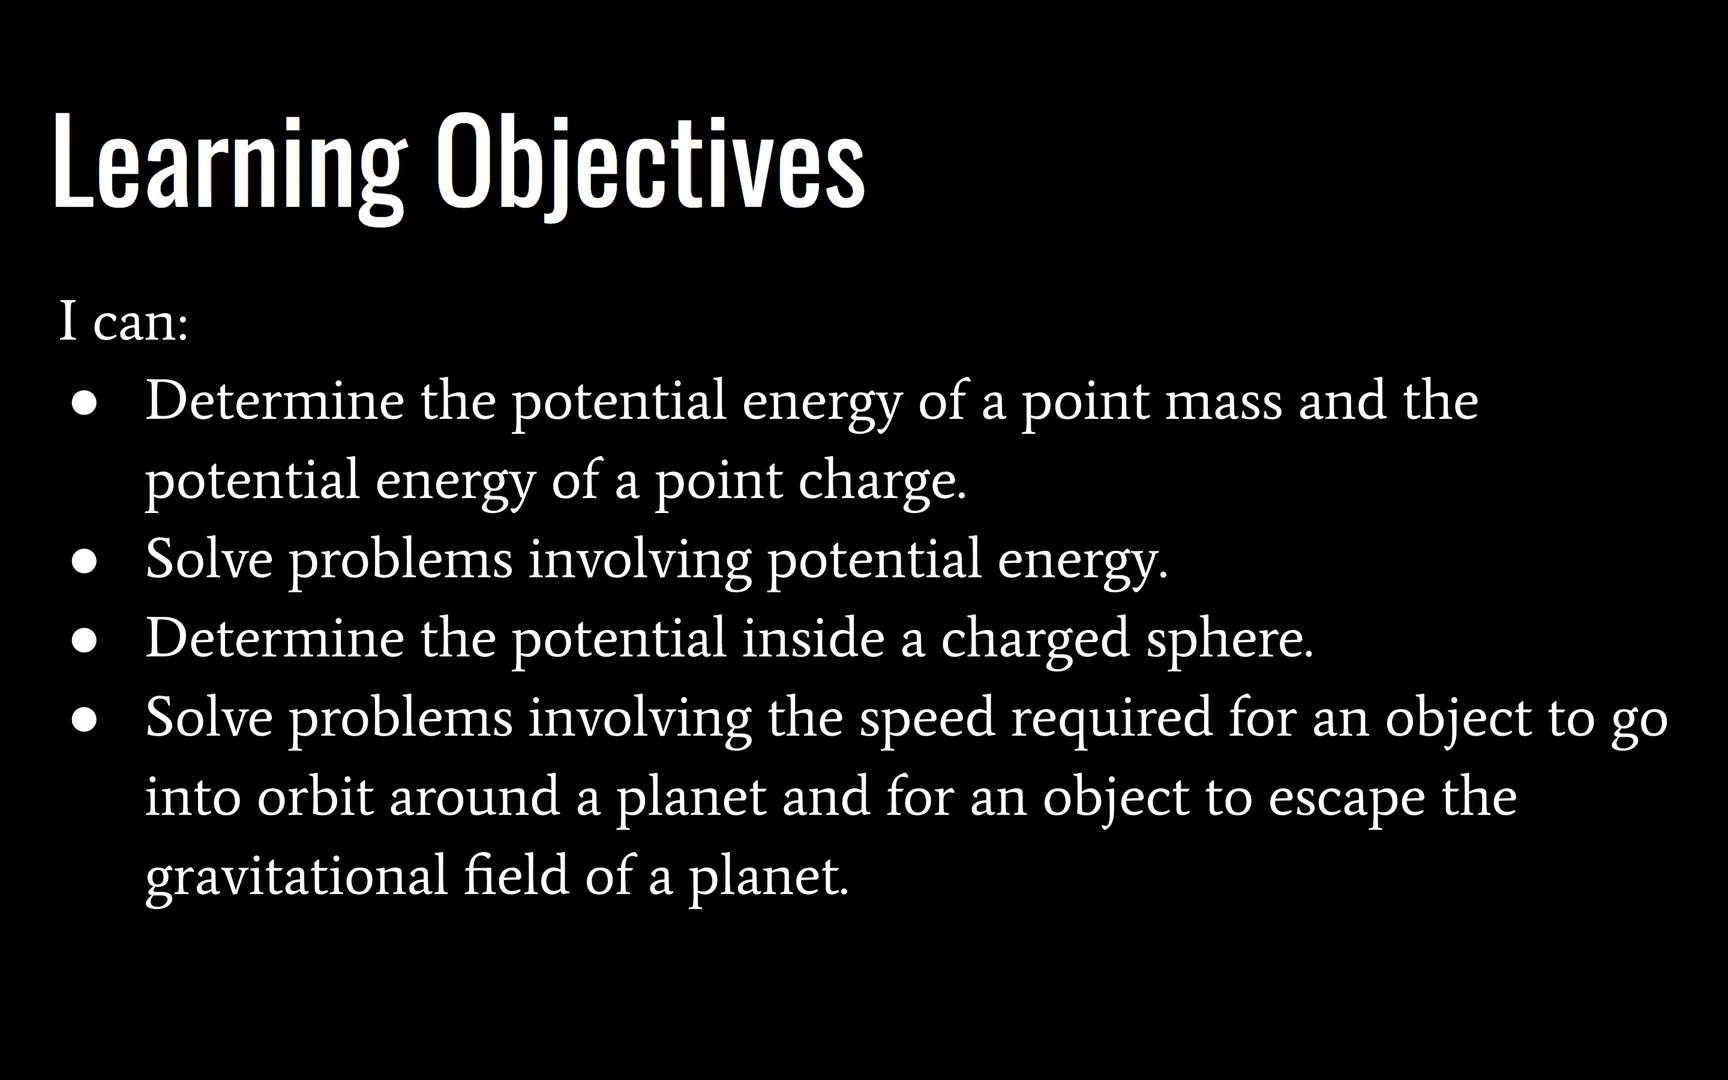 Learning Objectives
I can:
● Determine the potential energy of a point mass and the
potential energy of a point charge.
● Solve problems involving potential energy.
● Determine the potential inside a charged sphere.
● Solve problems involving the speed required for an object to go
into orbit around a planet and for an object to escape the
gravitational field of a planet.